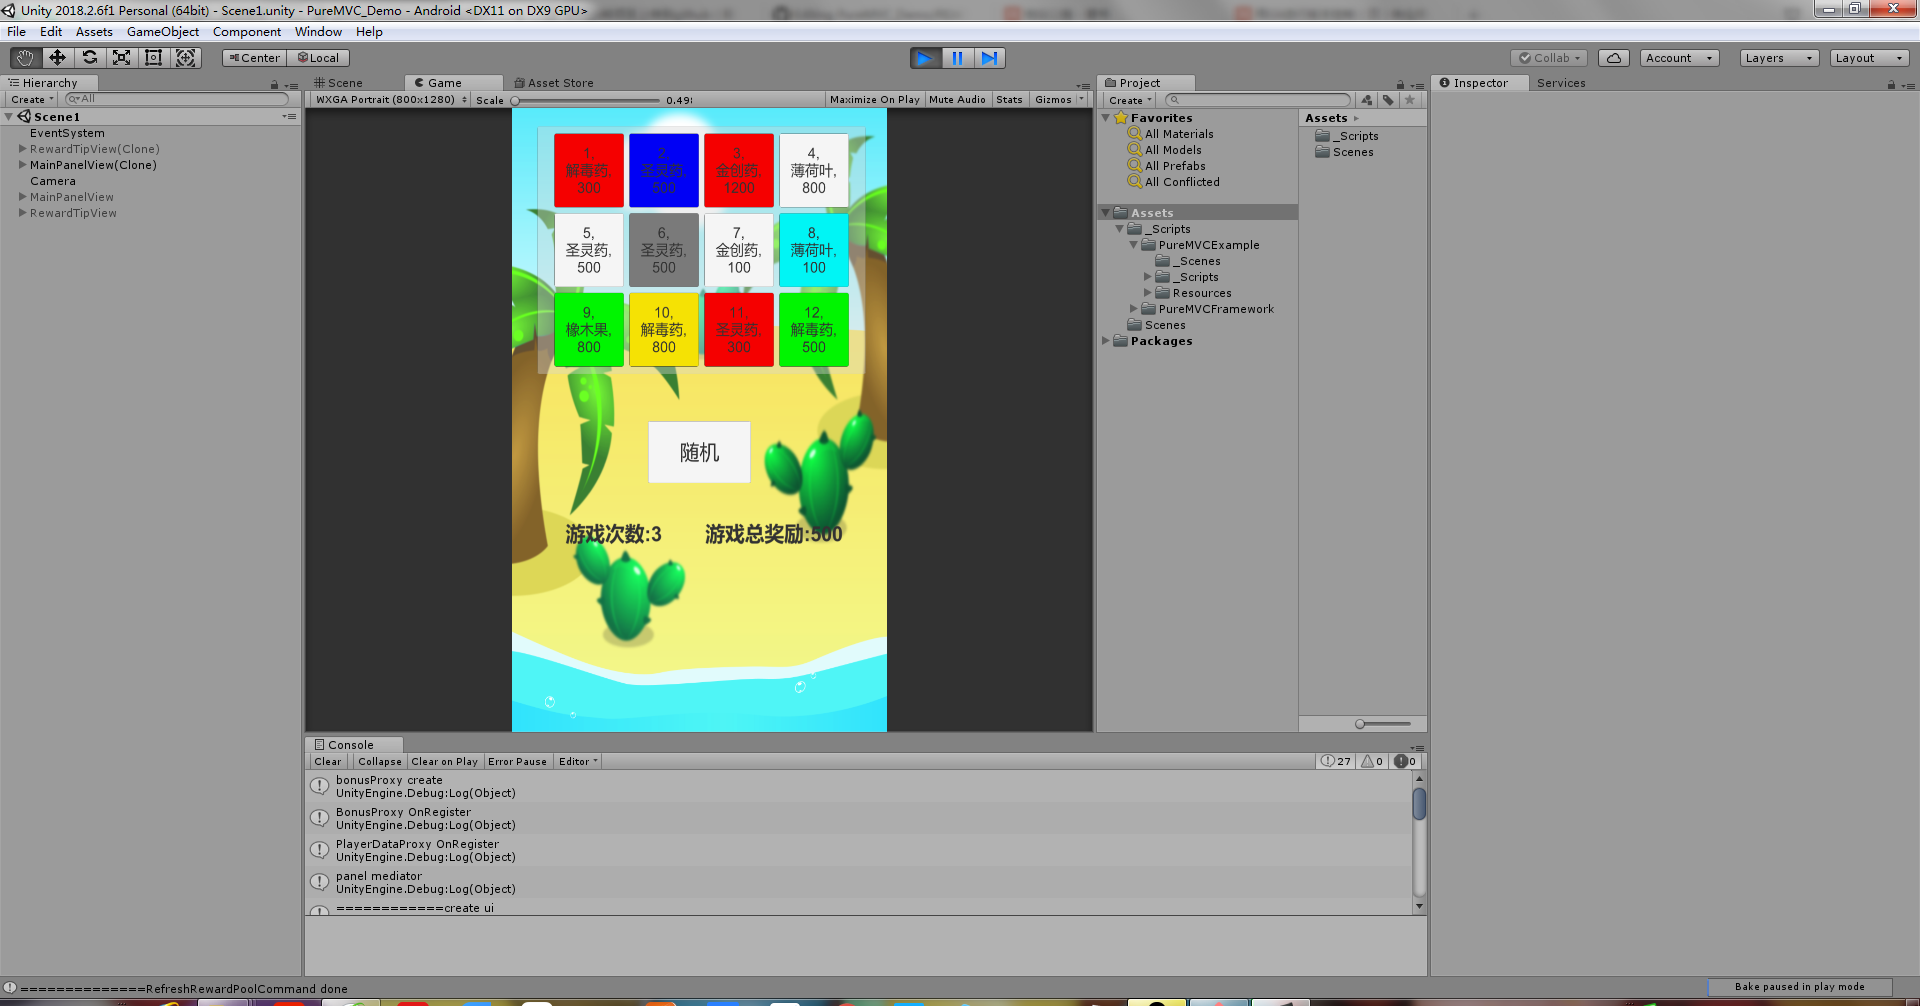 Unity 2018.2.6f1 Personal (64bit) - Scene1.unity - PureMVC_Demo - Android <DX11 on DX9 GPU>
File Edit Assets GameObject Component Window Help
Center Local Collab Account Layers Layout
Hierarchy
Create All
Scene1
EventSystem
RewardTipView(Clone)
MainPanelView(Clone)
Camera
MainPanelView
RewardTipView
Scene Game Asset Store
WXGA Portrait (800x1280) Scale 0.49x Maximize On Play Mute Audio Stats Gizmos
1,
解毒药,
300
2,
圣灵药,
500
3,
金创药,
1200
4,
薄荷叶,
800
5,
圣灵药,
500
6,
圣灵药,
500
7,
金创药,
100
8,
薄荷叶,
100
9,
橡木果,
800
10,
解毒药,
800
11,
圣灵药,
300
12,
解毒药,
500
随机
游戏次数:3 游戏总奖励:500
Project
Create
Favorites
All Materials
All Models
All Prefabs
All Conflicted
Assets
_Scripts
PureMVCExample
_Scenes
_Scripts
Resources
PureMVCFramework
Scenes
Packages
Assets
_Scripts
Scenes
Inspector Services
Console
Clear Collapse Clear on Play Error Pause Editor 27 0 0
bonusProxy create
UnityEngine.Debug:Log(Object)
BonusProxy OnRegister
UnityEngine.Debug:Log(Object)
PlayerDataProxy OnRegister
UnityEngine.Debug:Log(Object)
panel mediator
UnityEngine.Debug:Log(Object)
============create ui
==============RefreshRewardPoolCommand done
Bake paused in play mode